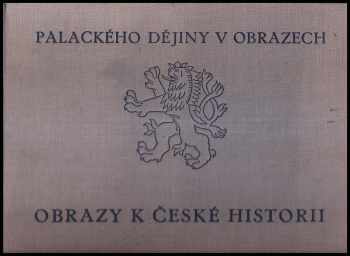 PALACKÉHO DĚJINY V OBRAZECH
OBRAZY K ČESKÉ HISTORII